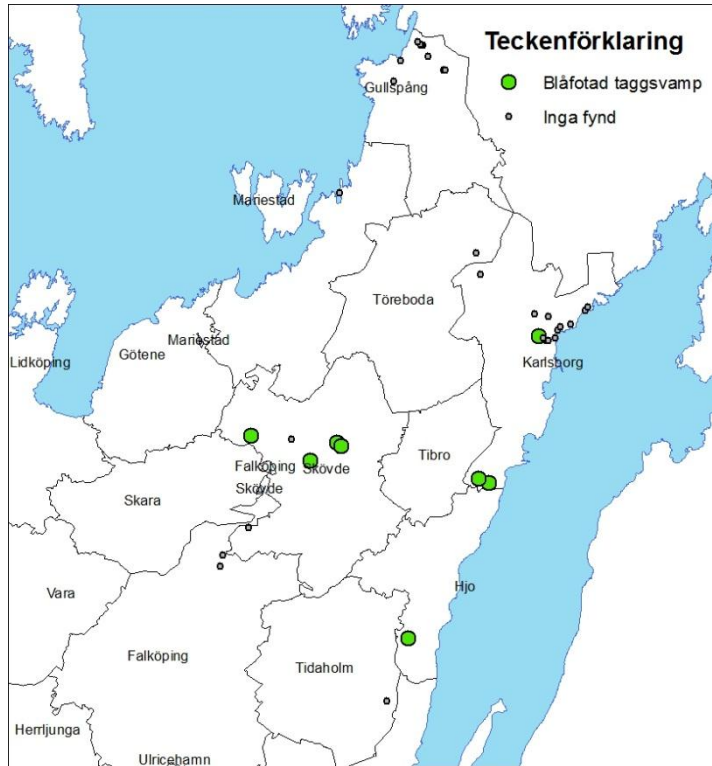 Teckenförklaring
Blåfotad taggsvamp
Inga fynd
Gullspång
Mariestad
Töreboda
Mariestad
Götene
Lidköping
Karlsborg
Tibro
Falköping
Skövde
Skövde
Skara
Hjo
Vara
Falköping
Tidaholm
Herrljunga
Ulricehamn